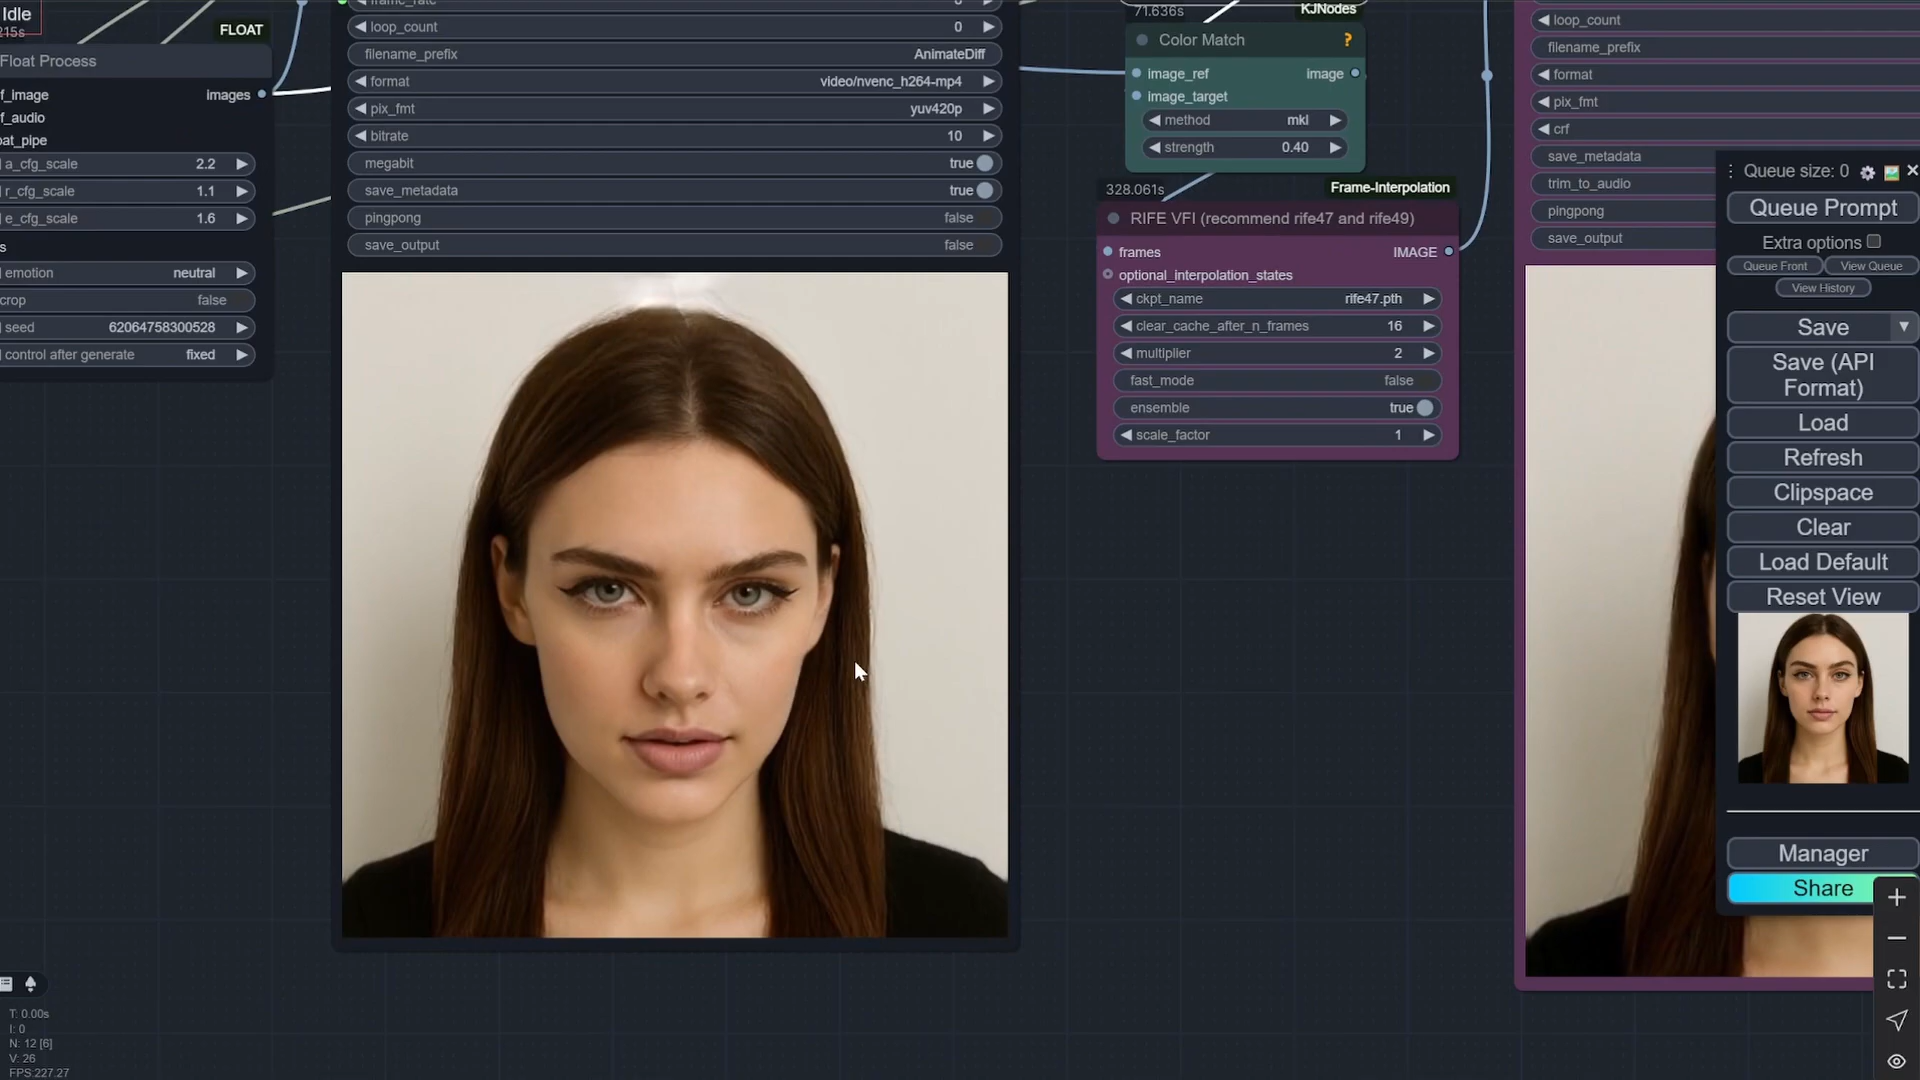 Idle
215s
FLOAT
Float Process
f_image images
f_audio
oat_pipe
a_cfg_scale 2.2
r_cfg_scale 1.1
e_cfg_scale 1.6
s
emotion neutral
crop false
seed 62064758300528
control after generate fixed
loop_count 0
filename_prefix AnimateDiff
format video/nvenc_h264-mp4
pix_fmt yuv420p
bitrate 10
megabit true
save_metadata true
pingpong false
save_output false
71.636s KJNodes
Color Match ?
image_ref image
image_target
method mkl
strength 0.40
328.061s Frame-Interpolation
RIFE VFI (recommend rife47 and rife49)
frames IMAGE
optional_interpolation_states
ckpt_name rife47.pth
clear_cache_after_n_frames 16
multiplier 2
fast_mode false
ensemble true
scale_factor 1
loop_count
filename_prefix
format
pix_fmt
crf
save_metadata
trim_to_audio
pingpong
save_output
Queue size: 0
Queue Prompt
Extra options
Queue Front View Queue
View History
Save
Save (API
Format)
Load
Refresh
Clipspace
Clear
Load Default
Reset View
Manager
Share
T: 0.00s
I: 0
N: 12 [6]
V: 26
FPS:227.27